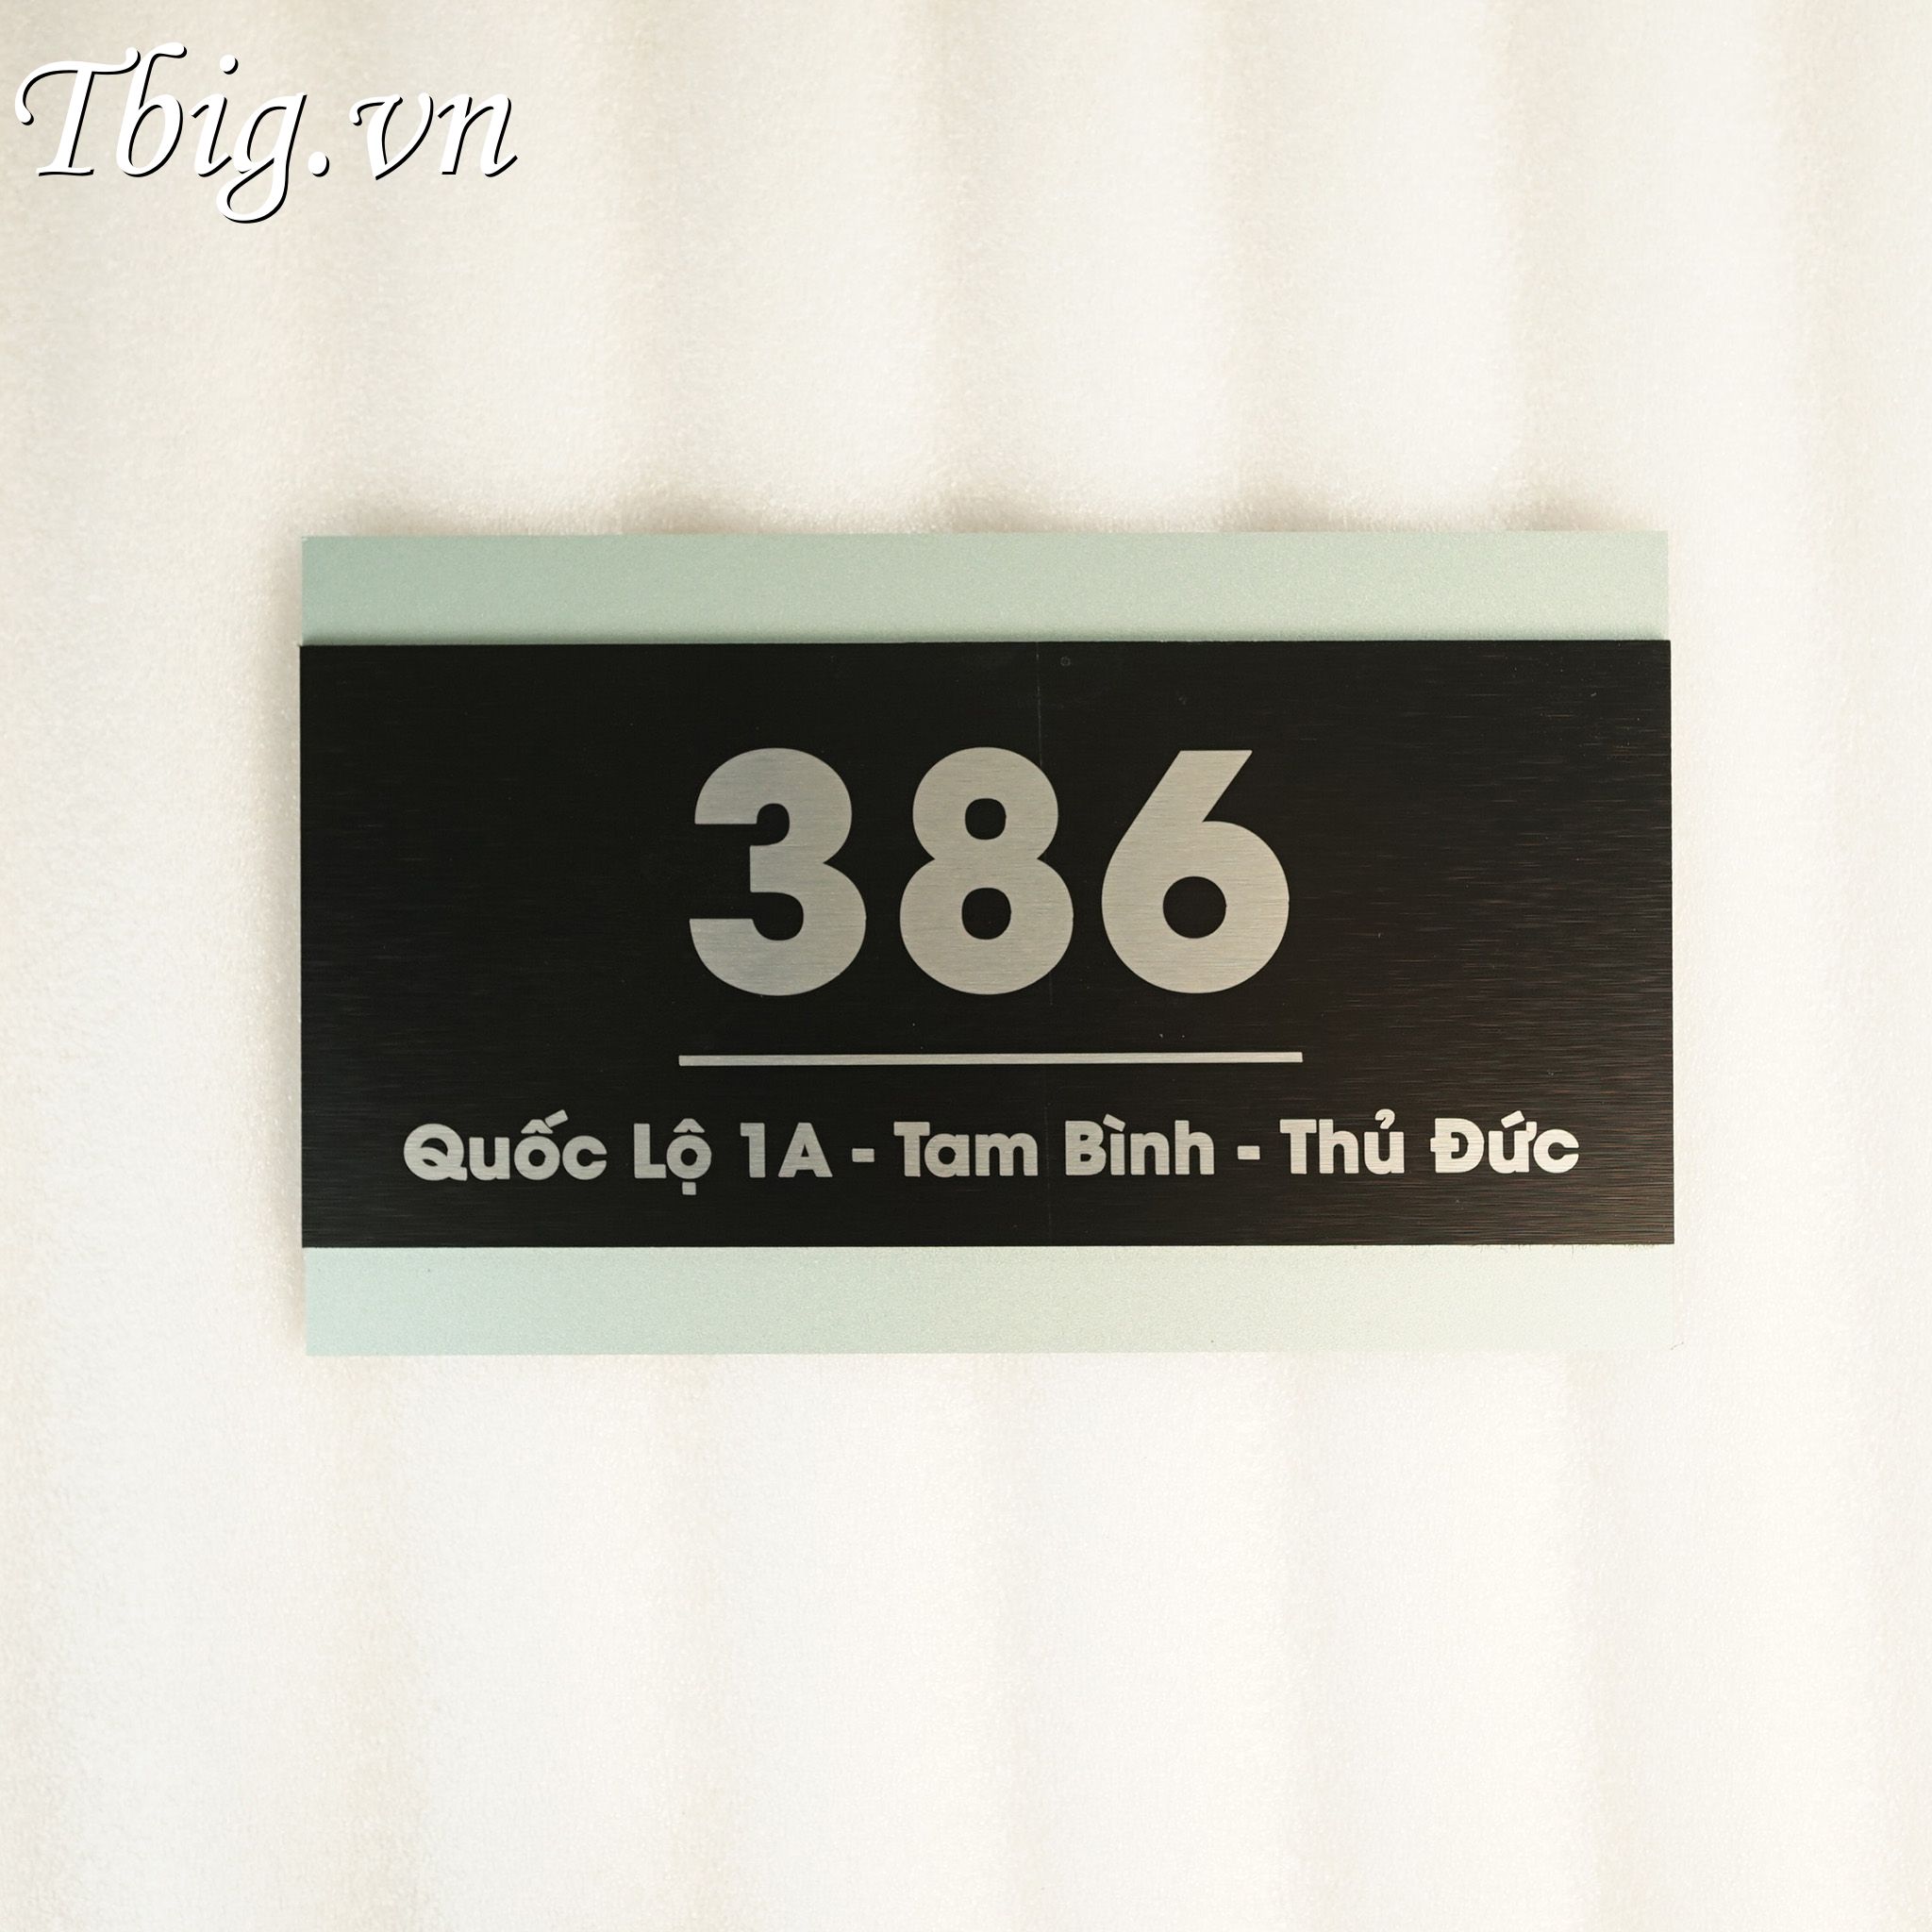 Tbig.vn
386
Quốc Lộ 1A - Tam Bình - Thủ Đức